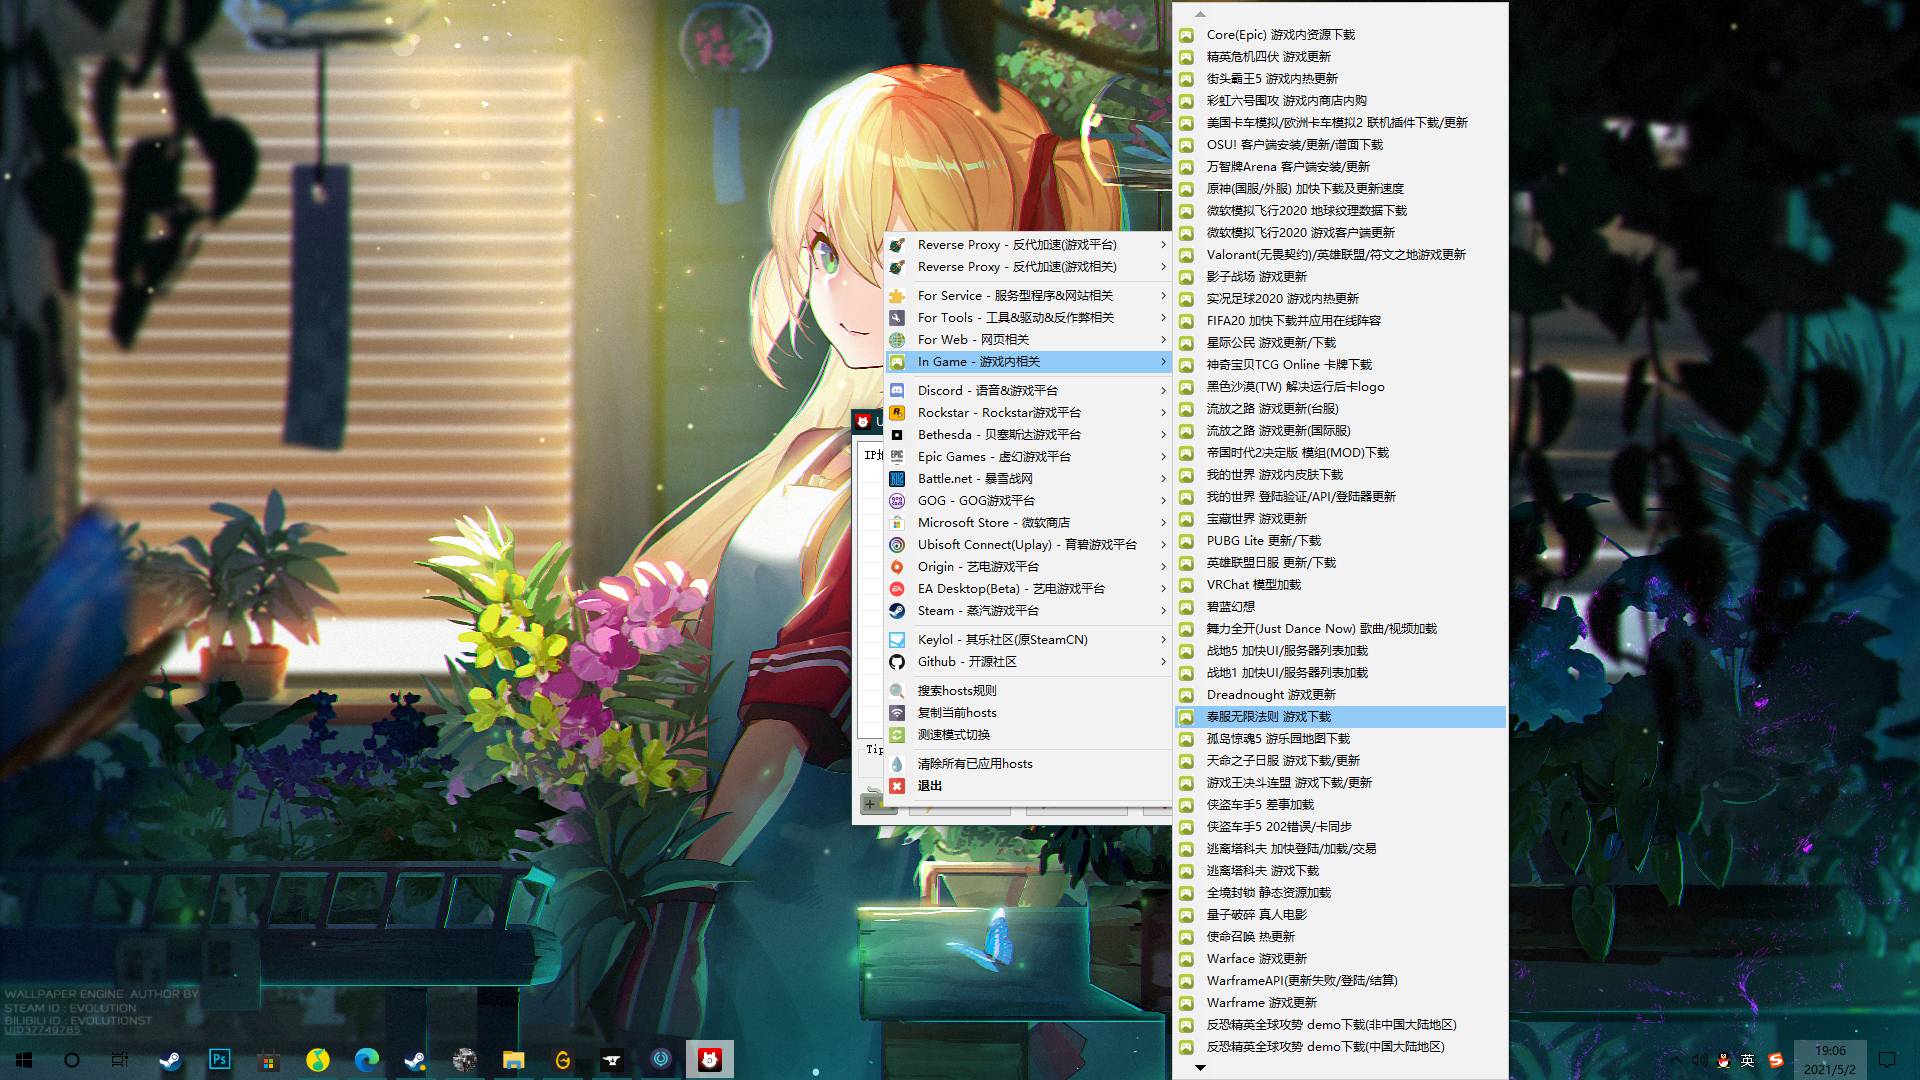 Reverse Proxy - 反代加速(游戏平台)
Reverse Proxy - 反代加速(游戏相关)
For Service - 服务型程序&网站相关
For Tools - 工具&驱动&反作弊相关
For Web - 网页相关
In Game - 游戏内相关
Discord - 语音&游戏平台
Rockstar - Rockstar游戏平台
Bethesda - 贝塞斯达游戏平台
Epic Games - 虚幻游戏平台
Battle.net - 暴雪战网
GOG - GOG游戏平台
Microsoft Store - 微软商店
Ubisoft Connect(Uplay) - 育碧游戏平台
Origin - 艺电游戏平台
EA Desktop(Beta) - 艺电游戏平台
Steam - 蒸汽游戏平台
Keylol - 其乐社区(原SteamCN)
Github - 开源社区
搜索hosts规则
复制当前hosts
测速模式切换
清除所有已应用hosts
退出
Core(Epic) 游戏内资源下载
精英危机四伏 游戏更新
街头霸王5 游戏内热更新
彩虹六号围攻 游戏内商店内购
美国卡车模拟/欧洲卡车模拟2 联机插件下载/更新
OSU! 客户端安装/更新/谱面下载
万智牌Arena 客户端安装/更新
原神(国服/外服) 加快下载及更新速度
微软模拟飞行2020 地球纹理数据下载
微软模拟飞行2020 游戏客户端更新
Valorant(无畏契约)/英雄联盟/符文之地游戏更新
影子战场 游戏更新
实况足球2020 游戏内热更新
FIFA20 加快下载并应用在线阵容
星际公民 游戏更新/下载
神奇宝贝TCG Online 卡牌下载
黑色沙漠(TW) 解决运行后卡logo
流放之路 游戏更新(台服)
流放之路 游戏更新(国际服)
帝国时代2决定版 模组(MOD)下载
我的世界 游戏内皮肤下载
我的世界 登陆验证/API/登陆器更新
宝藏世界 游戏更新
PUBG Lite 更新/下载
英雄联盟日服 更新/下载
VRChat 模型加载
碧蓝幻想
舞力全开(Just Dance Now) 歌曲/视频加载
战地5 加快UI/服务器列表加载
战地1 加快UI/服务器列表加载
Dreadnought 游戏更新
泰服无限法则 游戏下载
孤岛惊魂5 游乐园地图下载
天命之子日服 游戏下载/更新
游戏王决斗连盟 游戏下载/更新
侠盗车手5 差事加载
侠盗车手5 202错误/卡同步
逃离塔科夫 加快登陆/加载/交易
逃离塔科夫 游戏下载
全境封锁 静态资源加载
量子破碎 真人电影
使命召唤 热更新
Warface 游戏更新
WarframeAPI(更新失败/登陆/结算)
Warframe 游戏更新
反恐精英全球攻势 demo下载(非中国大陆地区)
反恐精英全球攻势 demo下载(中国大陆地区)
U
IP地
Tip
WALLPAPER ENGINE AUTHOR BY
STEAM ID : EVOLUTION
BILIBILI ID : EVOLUTIONST
UID37749785
Ps
英
19:06
2021/5/2